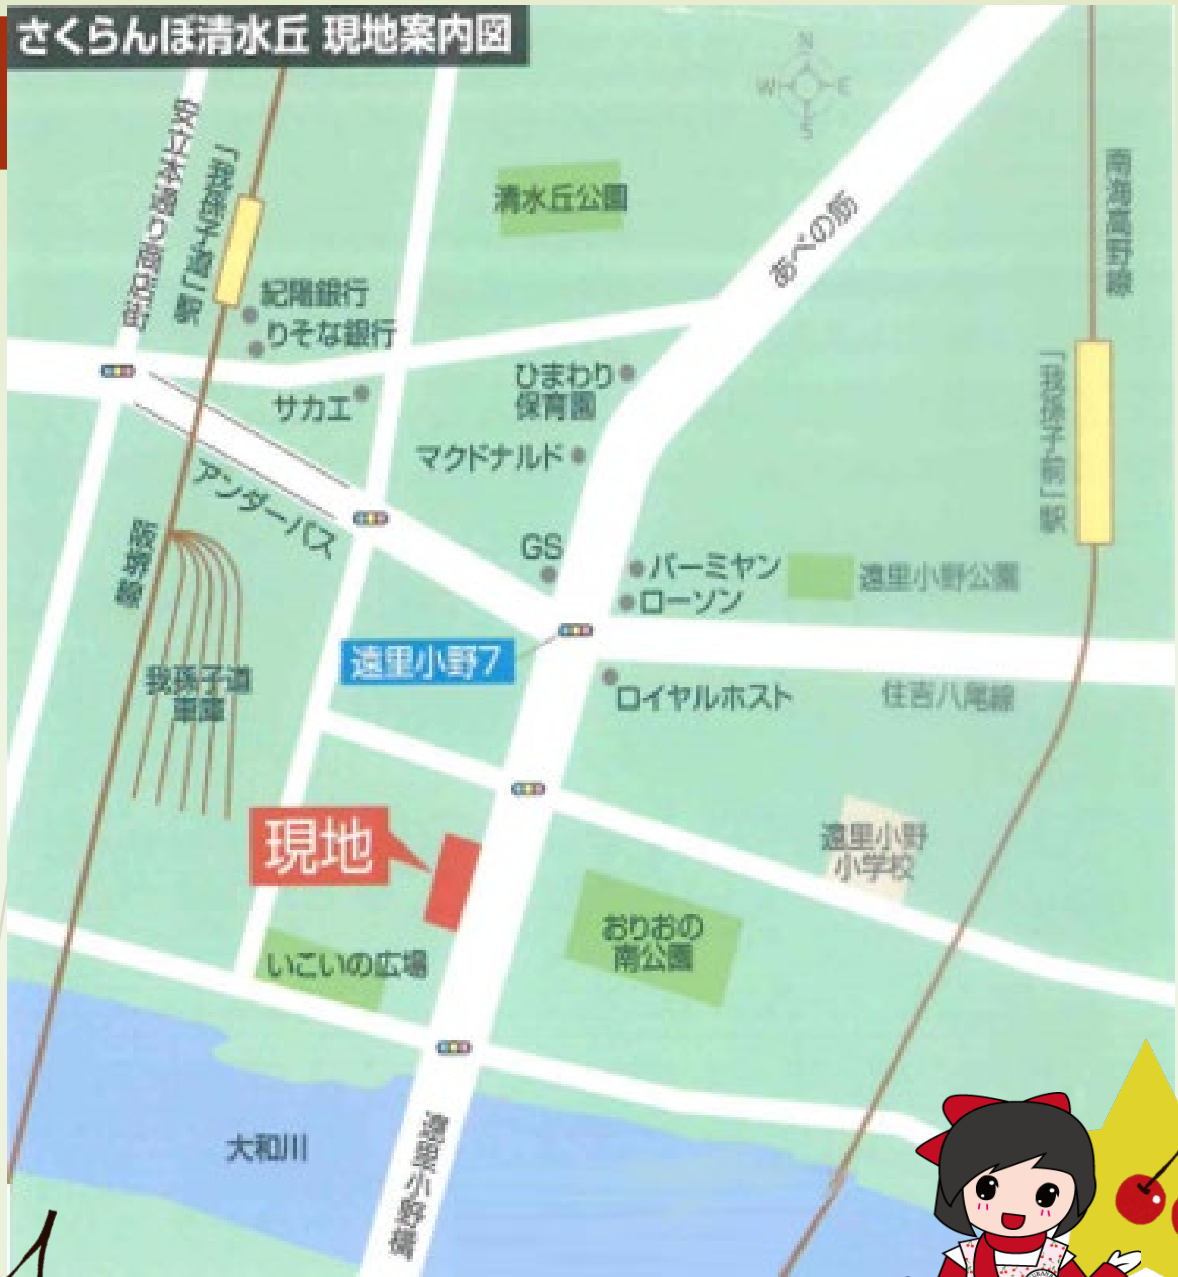 さくらんぼ清水丘 現地案内図
N
W
E
S
安立本通り商店街
「我孫子道」駅
清水丘公園
あべの筋
南海高野線
紀陽銀行
りそな銀行
サカエ
ひまわり
保育園
マクドナルド
「我孫子前」駅
アンダーパス
阪堺線
GS
バーミヤン
ローソン
遠里小野公園
遠里小野7
ロイヤルホスト
住吉八尾線
我孫子道
車庫
現地
遠里小野
小学校
おりおの
南公園
いこいの広場
大和川
遠里小野橋